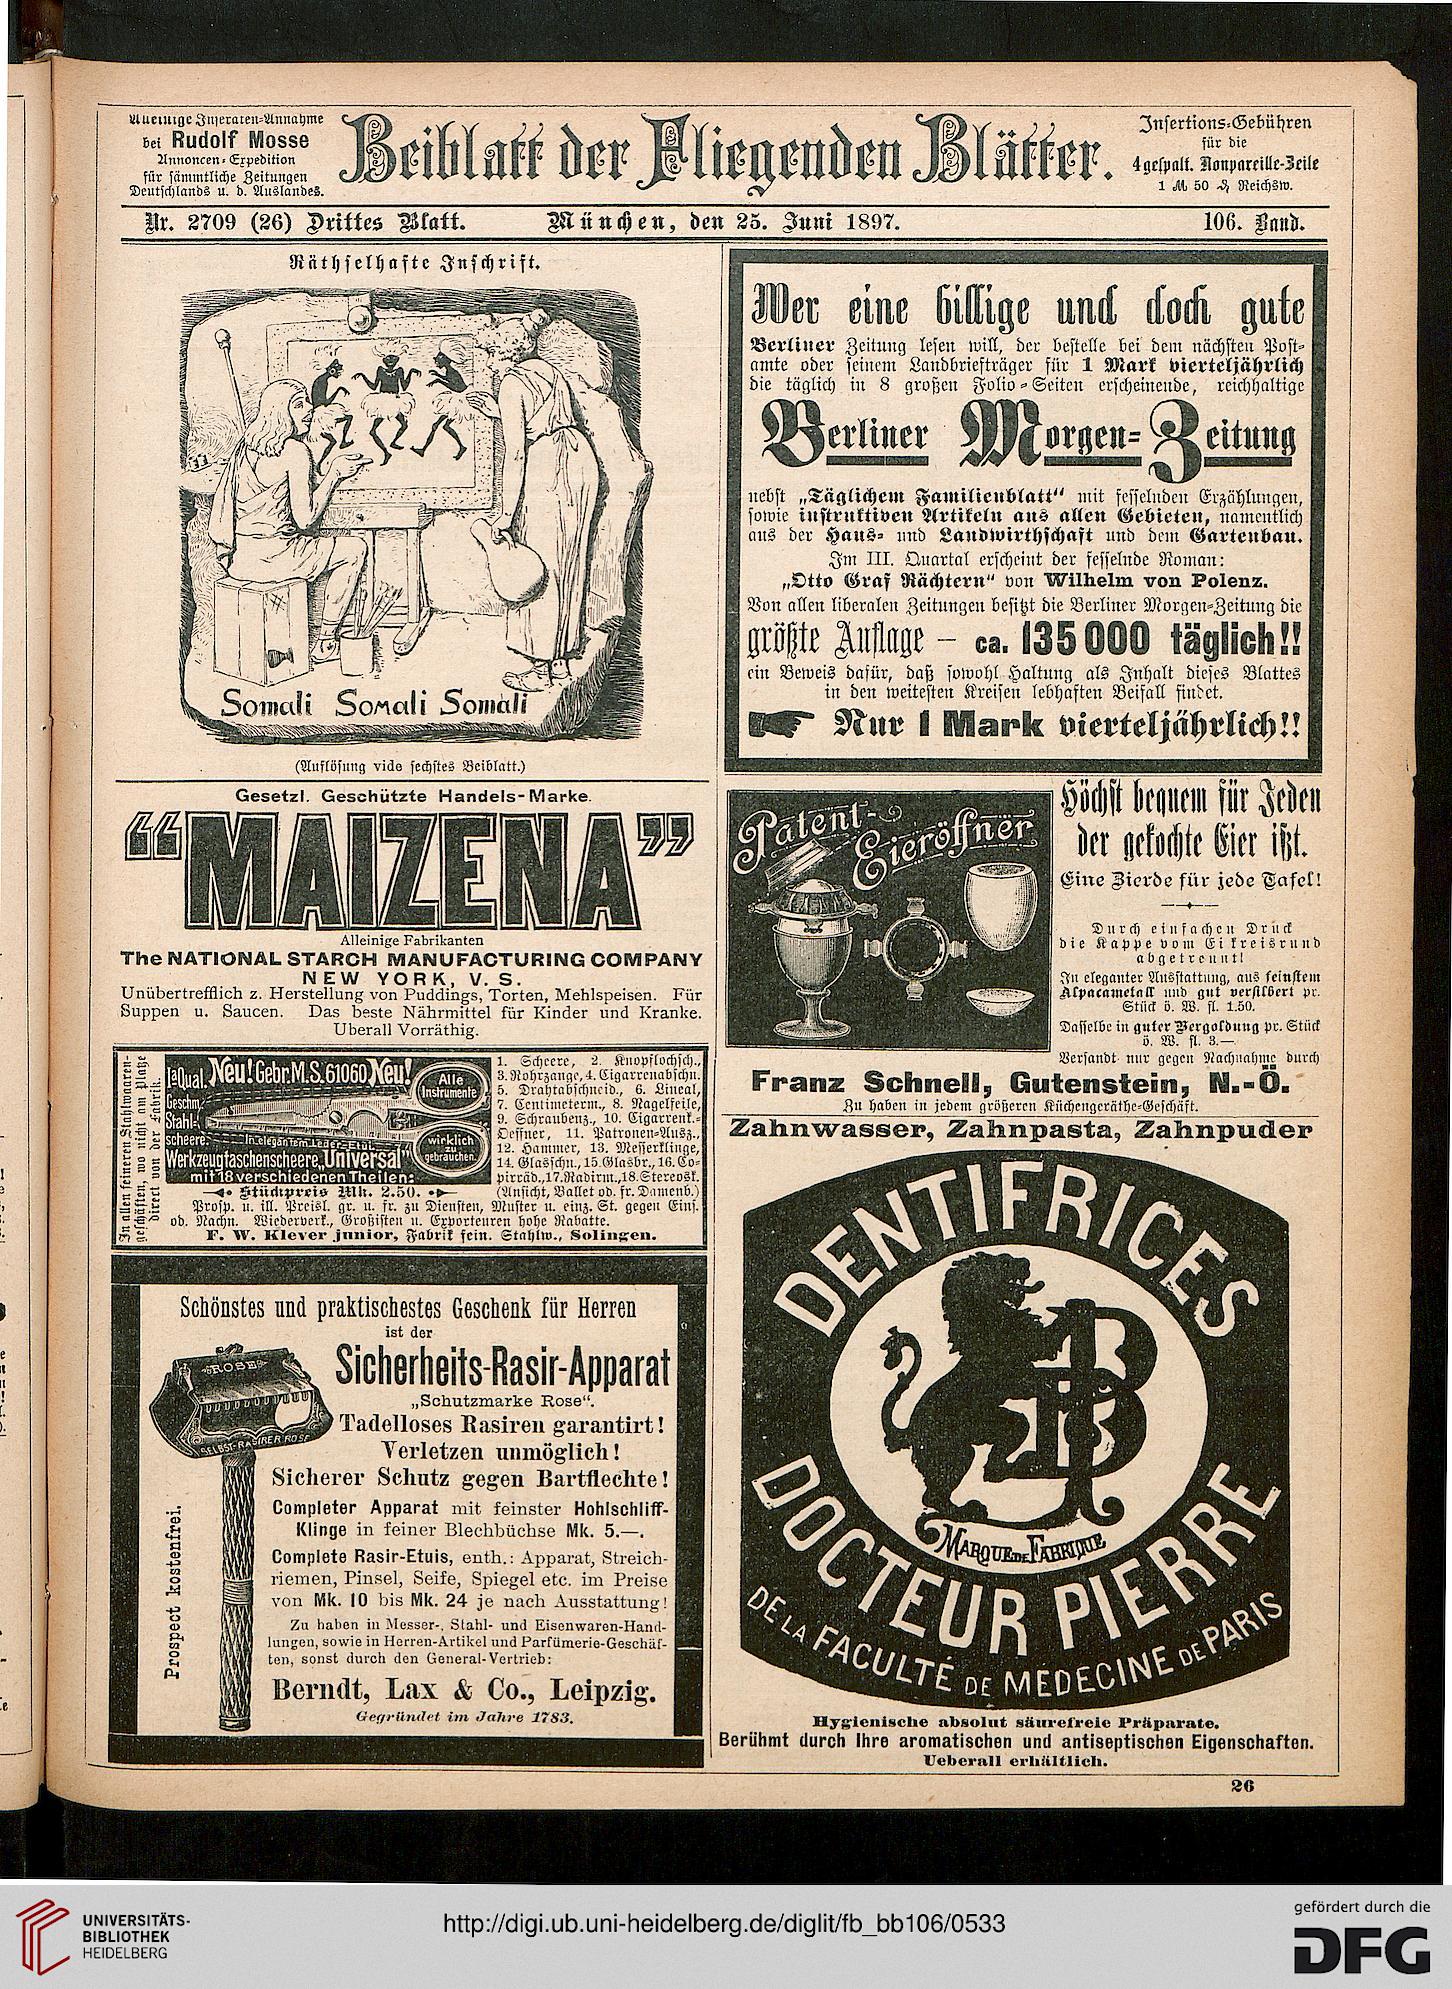 Alleinige Inseraten-Annahme
bei Rudolf Mosse
Annoncen-Expedition
für sämmtliche Zeitungen
Deutschlands u. d. Auslandes.
Beiblatt der Fliegenden Blätter.
Insertions-Gebühren
für die
4gespalt. Nonpareille-Zeile
1 M 50 ₰ Reichsw.
Nr. 2709 (26) Drittes Blatt. München, den 25. Juni 1897. 106. Band.
Räthselhafte Inschrift.
Somali Somali Somali
(Auflösung vide sechstes Beiblatt.)
Gesetzl. Geschützte Handels-Marke.
“MAIZENA”
Alleinige Fabrikanten
The NATIONAL STARCH MANUFACTURING COMPANY
NEW YORK, V. S.
Unübertrefflich z. Herstellung von Puddings, Torten, Mehlspeisen. Für
Suppen u. Saucen. Das beste Nährmittel für Kinder und Kranke.
Uberall Vorräthig.
In allen feineren Stahlwaren-
geschäften, wo nicht am Platze
direct von der Fabrik.
IaQual. Neu! Gebr. M. S. 61060 Neu!
Geschm.
Stahl-
scheere.
Alle
Instrumente
wirklich
zu
gebrauchen.
In elegantem Leder-Etui
Werkzeugtaschenscheere „Universal“
mit 18 verschiedenen Theilen:
Stückpreis Mk. 2.50.
1. Scheere, 2. Knopflochsch.,
3. Rohrzange, 4. Cigarrenabschn.
5. Drahtabschneid., 6. Lineal,
7. Centimeterm., 8. Nagelfeile,
9. Schraubenz., 10. Cigarrenk.-
Oeffner, 11. Patronen-Ausz.,
12. Hammer, 13. Messerklinge,
14. Glasschn., 15. Glasbr., 16. Co-
pirräd., 17. Radirm., 18. Stereosk.
(Ansicht, Ballet od. fr. Damenb.)
Prosp. u. ill. Preisl. gr. u. fr. zu Diensten, Muster u. einz. St. gegen Eins.
ob. Nachn. Wiederverk., Großisten u. Exporteuren hohe Rabatte.
F. W. Klever junior, Fabrik fein. Stahlw., Solingen.
Schönstes und praktischestes Geschenk für Herren
ist der
Sicherheits-Rasir-Apparat
„Schutzmarke Rose“.
ROSE
SELBST-RASIRER ROSE
Tadelloses Rasiren garantirt!
Verletzen unmöglich!
Sicherer Schutz gegen Bartflechte!
Completer Apparat mit feinster Hohlschliff-
Klinge in feiner Blechbüchse Mk. 5.—.
Complete Rasir-Etuis, enth.: Apparat, Streich-
riemen, Pinsel, Seife, Spiegel etc. im Preise
von Mk. 10 bis Mk. 24 je nach Ausstattung!
Zu haben in Messer-, Stahl- und Eisenwaren-Hand-
lungen, sowie in Herren-Artikel und Parfümerie-Geschäf-
ten, sonst durch den General-Vertrieb:
Berndt, Lax & Co., Leipzig.
Gegründet im Jahre 1783.
Prospect kostenfrei.
Wer eine billige und doch gute
Berliner Zeitung lesen will, der bestelle bei dem nächsten Post-
amte oder seinem Landbriefträger für 1 Mark vierteljährlich
die täglich in 8 großen Folio-Seiten erscheinende, reichhaltige
Berliner Morgen-Zeitung
nebst „Täglichem Familienblatt“ mit fesselnden Erzählungen,
sowie instruktiven Artikeln aus allen Gebieten, namentlich
aus der Haus- und Landwirthschaft und dem Gartenbau.
Im III. Quartal erscheint der fesselnde Roman:
„Otto Graf Rächtern“ von Wilhelm von Polenz.
Von allen liberalen Zeitungen besitzt die Berliner Morgen-Zeitung die
größte Auflage – ca. 135 000 täglich!!
ein Beweis dafür, daß sowohl Haltung als Inhalt dieses Blattes
in den weitesten Kreisen lebhaften Beifall findet.
Nur 1 Mark vierteljährlich!!
Patent-
Eieröffner
Höchst bequem für Jeden
der gekochte Eier ißt.
Eine Zierde für jede Tafel!
Durch einfachen Druck
die Kappe vom Ei kreisrund
abgetrennt!
In eleganter Ausstattung, aus feinstem
Alpacametall und gut versilbert pr.
Stück ö. W. fl. 1.50.
Dasselbe in guter Vergoldung pr. Stück
ö. W. fl. 3.—
Versandt nur gegen Nachnahme durch
Franz Schnell, Gutenstein, N.-Ö.
Zu haben in jedem größeren Küchengeräthe-Geschäft.
Zahnwasser, Zahnpasta, Zahnpuder
DENTIFRICES
MARQUE DE FABRIQUE
DOCTEUR PIERRE
DE LA FACULTÉ DE MÉDECINE DE PARIS
Hygienische absolut säurefreie Präparate.
Berühmt durch Ihre aromatischen und antiseptischen Eigenschaften.
Ueberall erhältlich.
26
UNIVERSITÄTS-
BIBLIOTHEK
HEIDELBERG
http://digi.ub.uni-heidelberg.de/diglit/fb_bb106/0533
gefördert durch die
DFG